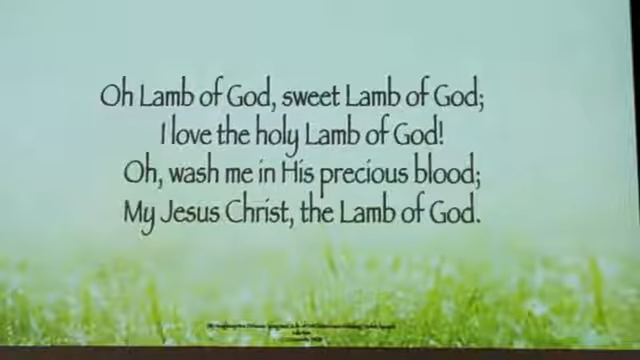 Oh Lamb of God, sweet Lamb of God;
I love the holy Lamb of God!
Oh, wash me in His precious blood;
My Jesus Christ, the Lamb of God.